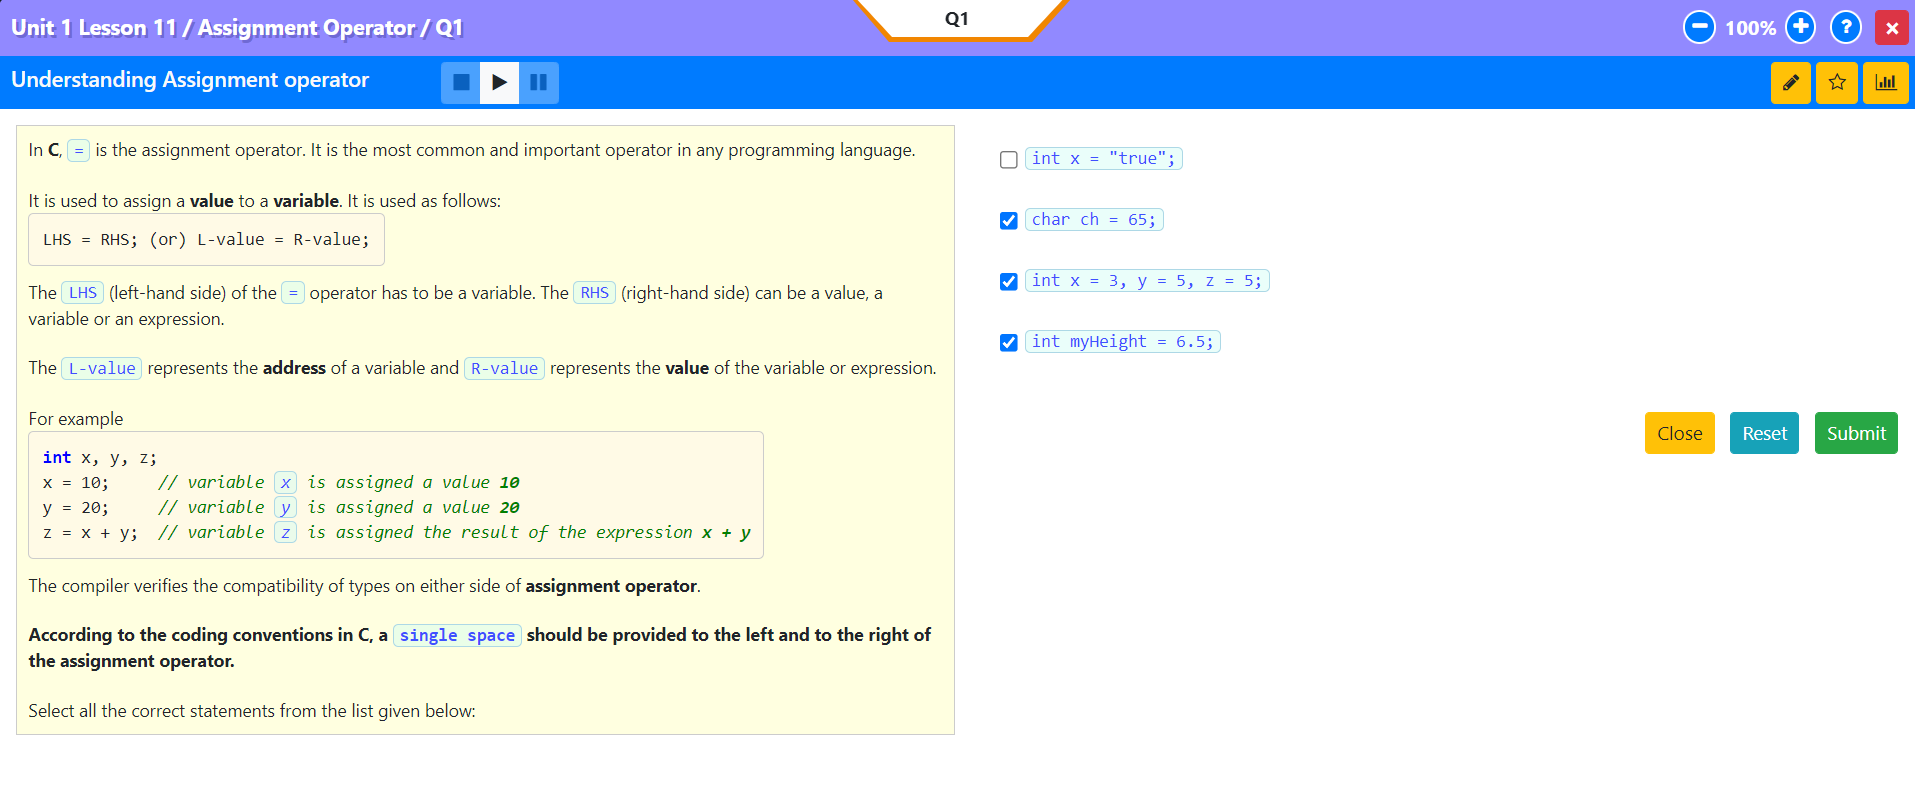 Unit 1 Lesson 11 / Assignment Operator / Q1
Q1
100%
Understanding Assignment operator
In C, = is the assignment operator. It is the most common and important operator in any programming language.
It is used to assign a value to a variable. It is used as follows:
LHS = RHS; (or) L-value = R-value;
The LHS (left-hand side) of the = operator has to be a variable. The RHS (right-hand side) can be a value, a
variable or an expression.
The L-value represents the address of a variable and R-value represents the value of the variable or expression.
For example
int x, y, z;
x = 10;     // variable x is assigned a value 10
y = 20;     // variable y is assigned a value 20
z = x + y;  // variable z is assigned the result of the expression x + y
The compiler verifies the compatibility of types on either side of assignment operator.
According to the coding conventions in C, a single space should be provided to the left and to the right of
the assignment operator.
Select all the correct statements from the list given below:
int x = "true";
char ch = 65;
int x = 3, y = 5, z = 5;
int myHeight = 6.5;
Close Reset Submit